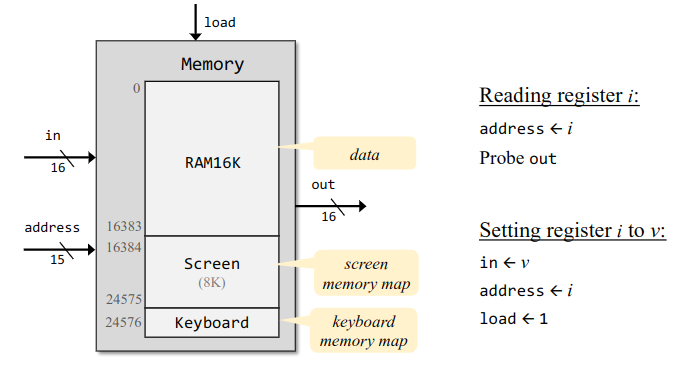 load
Memory
0
in
16
RAM16K
data
out
16
address
15
16383
16384
Screen
(8K)
screen
memory map
24575
24576
Keyboard
keyboard
memory map
Reading register i:
address ← i
Probe out
Setting register i to v:
in ← v
address ← i
load ← 1